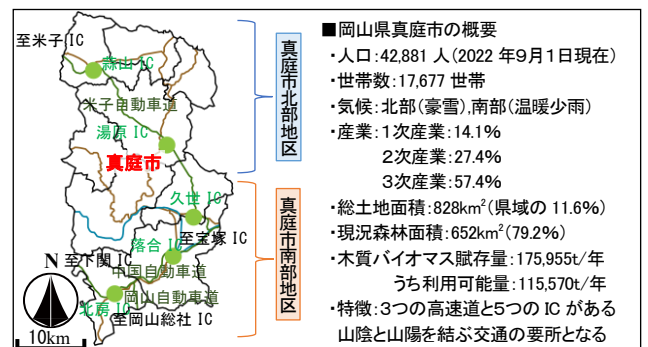 至米子 IC
蒜山 IC
米子自動車道
湯原 IC
真庭市
久世 IC
至宝塚 IC
落合 IC
N 至下関 IC
中国自動車道
岡山自動車道
北房 IC
至岡山総社 IC
10km
真庭市北部地区
真庭市南部地区
■岡山県真庭市の概要
・人口:42,881 人(2022 年9月1日現在)
・世帯数:17,677 世帯
・気候:北部(豪雪),南部(温暖少雨)
・産業:1次産業:14.1%
2次産業:27.4%
3次産業:57.4%
・総土地面積:828km²(県域の 11.6%)
・現況森林面積:652km²(79.2%)
・木質バイオマス賦存量:175,955t/年
うち利用可能量:115,570t/年
・特徴:3つの高速道と5つの IC がある
山陰と山陽を結ぶ交通の要所となる